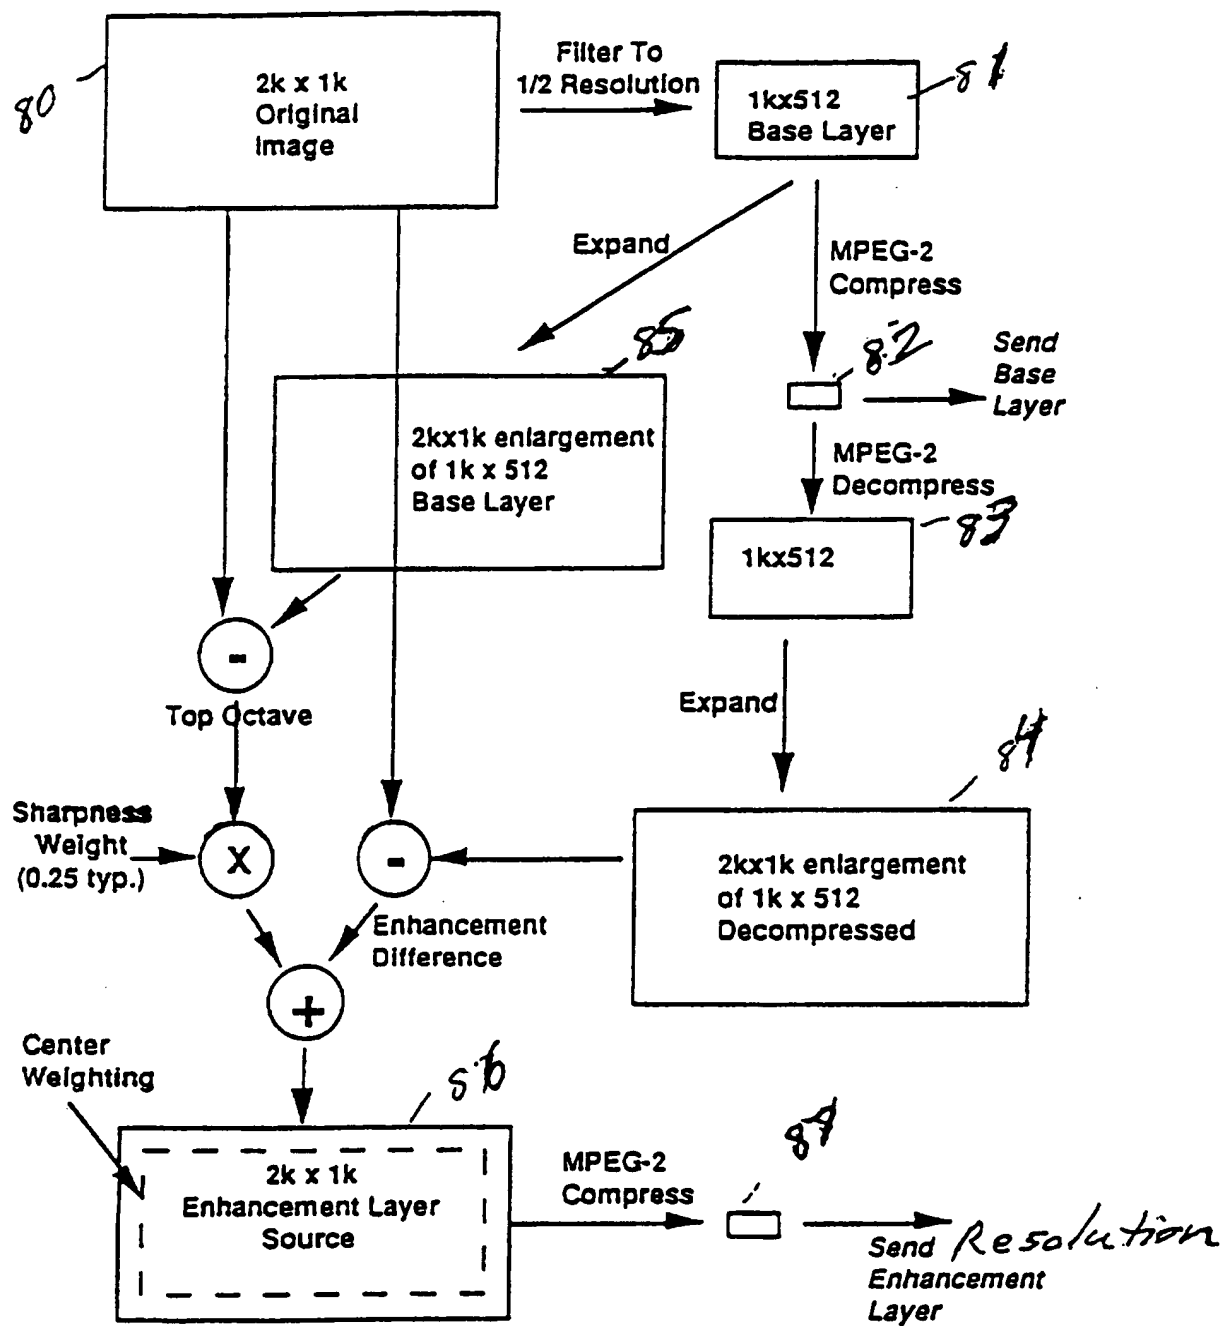 80
2k x 1k
Original
Image
Filter To
1/2 Resolution
1kx512
Base Layer
81
Expand
MPEG-2
Compress
85
82
Send
Base
Layer
2kx1k enlargement
of 1k x 512
Base Layer
MPEG-2
Decompress
83
1kx512
-
Top Octave
Expand
84
Sharpness
Weight
(0.25 typ.)
X
-
2kx1k enlargement
of 1k x 512
Decompressed
Enhancement
Difference
+
Center
Weighting
86
2k x 1k
Enhancement Layer
Source
MPEG-2
Compress
Send Resolution
Enhancement
Layer